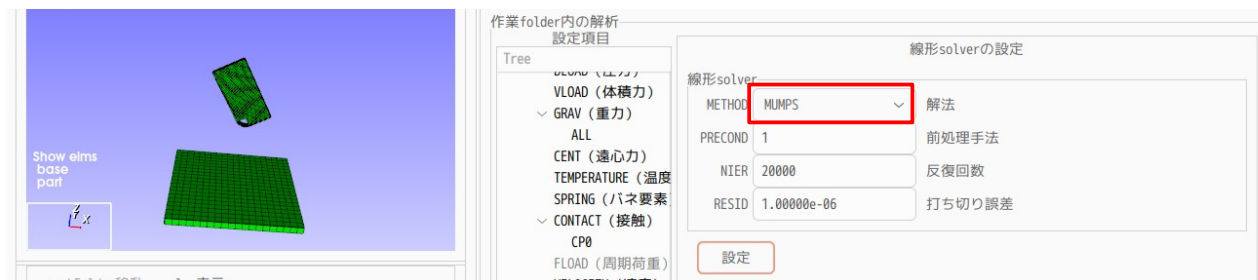 Show elms
base
part
z
x
作業folder内の解析
設定項目
Tree
VLOAD (体積力)
GRAV (重力)
ALL
CENT (遠心力)
TEMPERATURE (温度
SPRING (バネ要素
CONTACT (接触)
CP0
FLOAD (周期荷重)
線形solverの設定
線形solver
METHOD MUMPS 解法
PRECOND 1 前処理手法
NIER 20000 反復回数
RESID 1.00000e-06 打ち切り誤差
設定